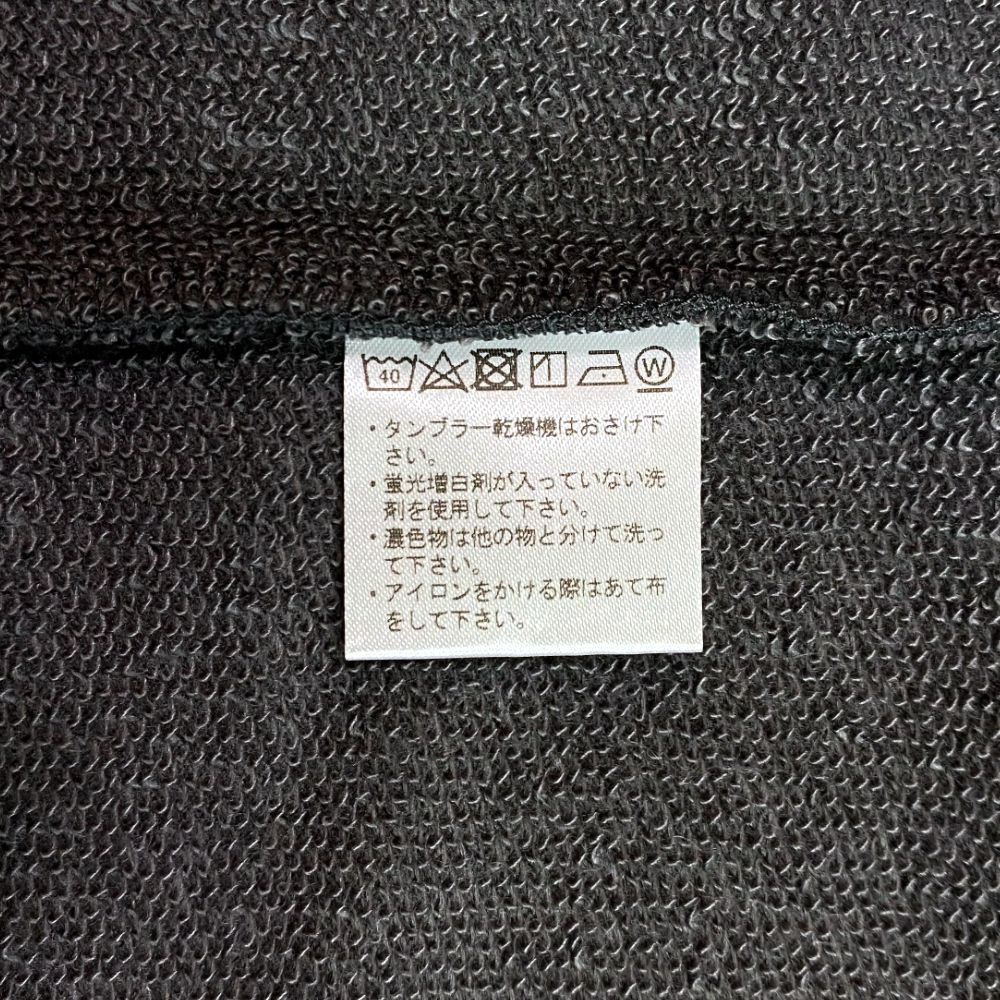 40 W
・タンブラー乾燥機はおさけ下
さい。
・蛍光増白剤が入っていない洗
剤を使用して下さい。
・濃色物は他の物と分けて洗っ
て下さい。
・アイロンをかける際はあて布
をして下さい。